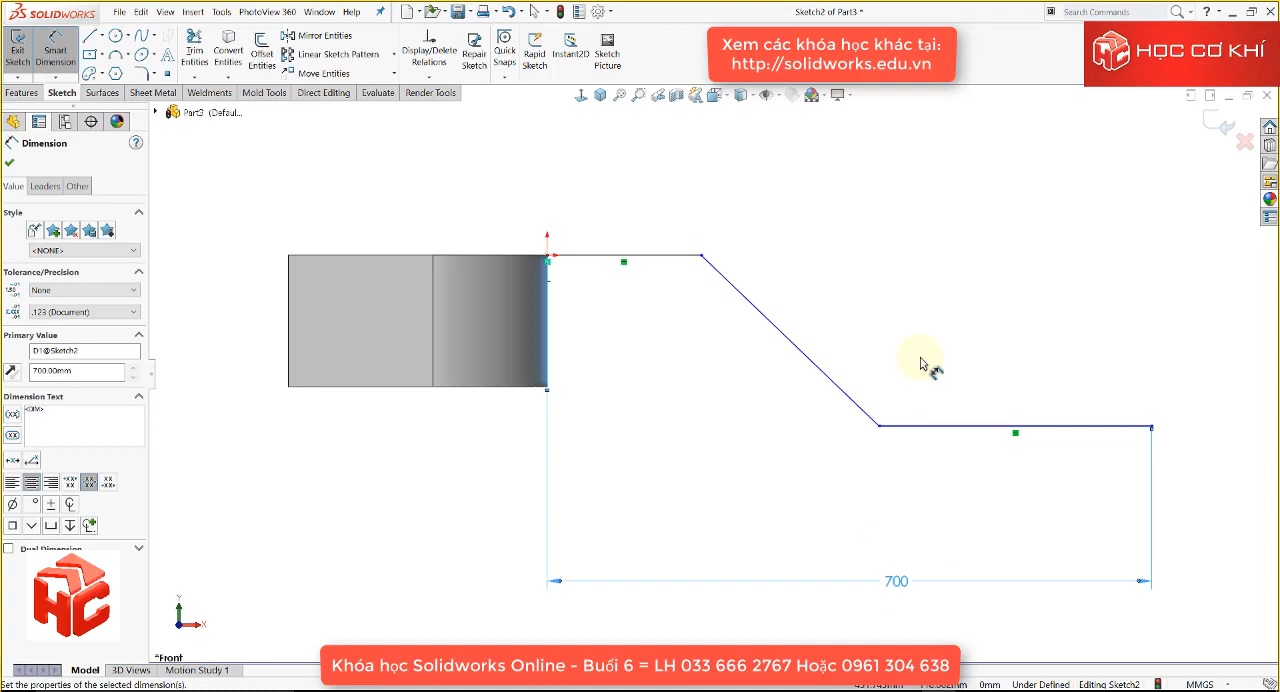 SOLIDWORKS
File
Edit
View
Insert
Tools
PhotoView 360
Window
Help
Sketch2 of Part3 *
Search Commands
?
Exit Sketch
Smart Dimension
Trim Entities
Convert Entities
Offset Entities
Mirror Entities
Linear Sketch Pattern
Move Entities
Display/Delete Relations
Repair Sketch
Quick Snaps
Rapid Sketch
Instant2D
Sketch Picture
Xem các khóa học khác tại:
http://solidworks.edu.vn
HC
HỌC CƠ KHÍ
Features
Sketch
Surfaces
Sheet Metal
Weldments
Mold Tools
Direct Editing
Evaluate
Render Tools
Part3 (Defaul...
Dimension
Value
Leaders
Other
Style
<NONE>
Tolerance/Precision
None
.123 (Document)
Primary Value
D1@Sketch2
700.00mm
Dimension Text
<DIM>
Dual Dimension
HC
700
Y
X
*Front
Model
3D Views
Motion Study 1
Khóa học Solidworks Online - Buổi 6 = LH 033 666 2767 Hoặc 0961 304 638
Set the properties of the selected dimension(s).
0mm
Under Defined
Editing Sketch2
MMGS